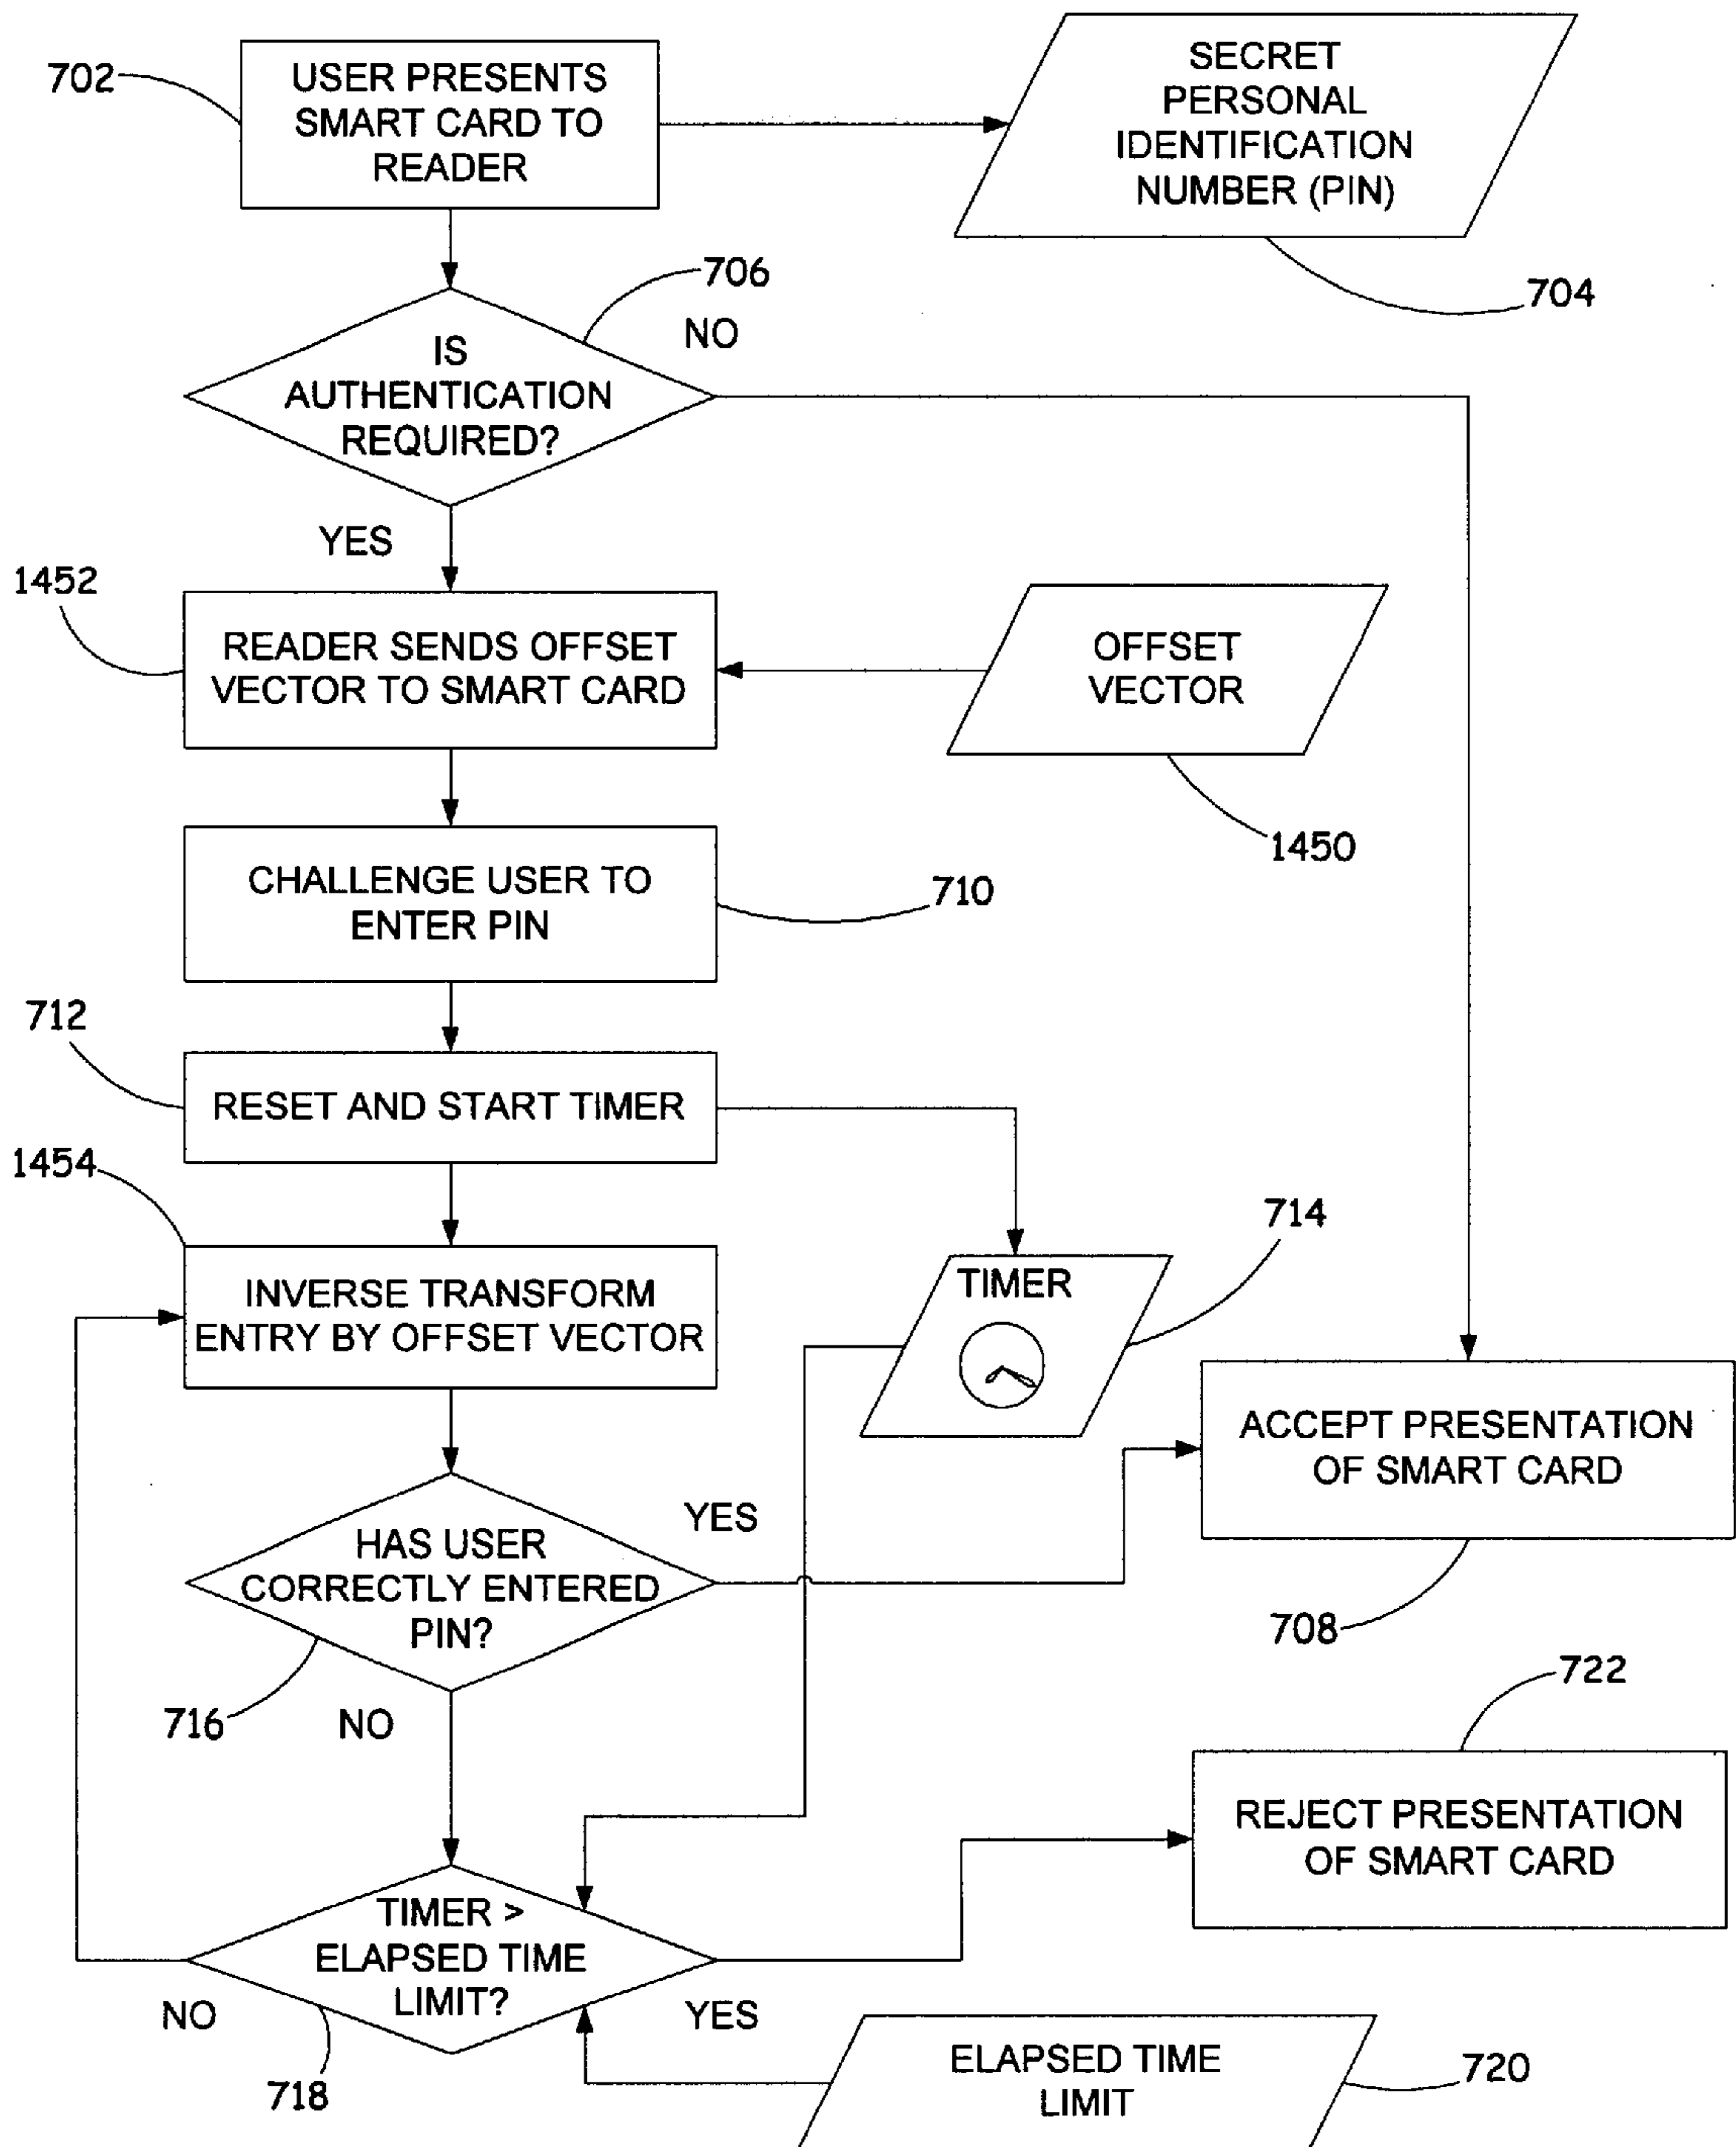 702
USER PRESENTS
SMART CARD TO
READER
SECRET
PERSONAL
IDENTIFICATION
NUMBER (PIN)
704
706
NO
IS
AUTHENTICATION
REQUIRED?
YES
1452
READER SENDS OFFSET
VECTOR TO SMART CARD
OFFSET
VECTOR
1450
CHALLENGE USER TO
ENTER PIN
710
712
RESET AND START TIMER
1454
INVERSE TRANSFORM
ENTRY BY OFFSET VECTOR
TIMER
714
ACCEPT PRESENTATION
OF SMART CARD
708
YES
HAS USER
CORRECTLY ENTERED
PIN?
716
NO
722
REJECT PRESENTATION
OF SMART CARD
TIMER >
ELAPSED TIME
LIMIT?
NO
YES
718
ELAPSED TIME
LIMIT
720